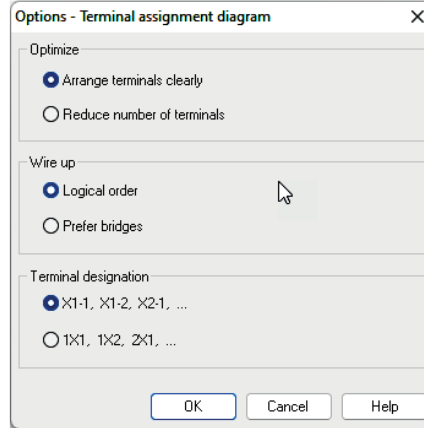 Options - Terminal assignment diagram
Optimize
Arrange terminals clearly
Reduce number of terminals
Wire up
Logical order
Prefer bridges
Terminal designation
X1-1, X1-2, X2-1, ...
1X1, 1X2, 2X1, ...
OK Cancel Help